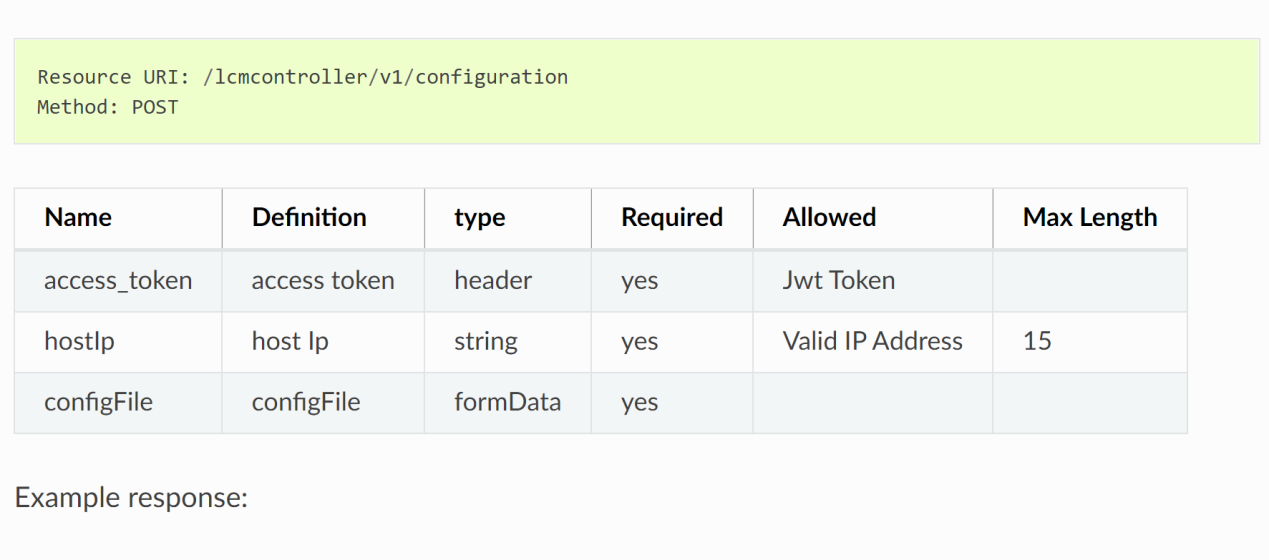 Resource URI: /lcmcontroller/v1/configuration
Method: POST
Name Definition type Required Allowed Max Length
access_token access token header yes Jwt Token
hostIp host Ip string yes Valid IP Address 15
configFile configFile formData yes
Example response: